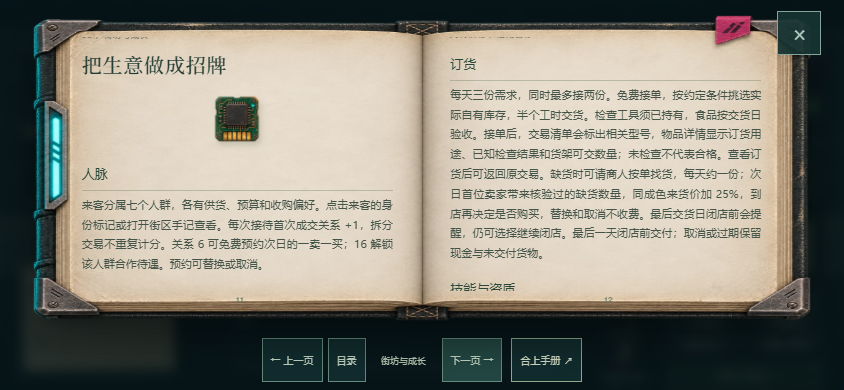 把生意做成招牌
人脉
来客分属七个人群，各有供货、预算和收购偏好。点击来客的身
份标记或打开街区手记查看。每次接待首次成交关系 +1，拆分
交易不重复计分。关系 6 可免费预约次日的一卖一买；16 解锁
该人群合作待遇。预约可替换或取消。
11
订货
每天三份需求，同时最多接两份。免费接单，按约定条件挑选实
际自有库存，半个工时交货。检查工具须已持有，食品按交货日
验收。接单后，交易清单会标出相关型号，物品详情显示订货用
途、已知检查结果和货架可交数量；未检查不代表合格。查看订
货后可返回原交易。缺货时可请商人按单找货，每天约一份；次
日首位卖家带来核验过的缺货数量，同成色来货价加 25%，到
店再决定是否购买，替换和取消不收费。最后交货日闭店前会提
醒，仍可选择继续闭店。最后一天闭店前交付；取消或过期保留
现金与未交付货物。
技能与资质
12
×
← 上一页
目录
街坊与成长
下一页 →
合上手册 ↗